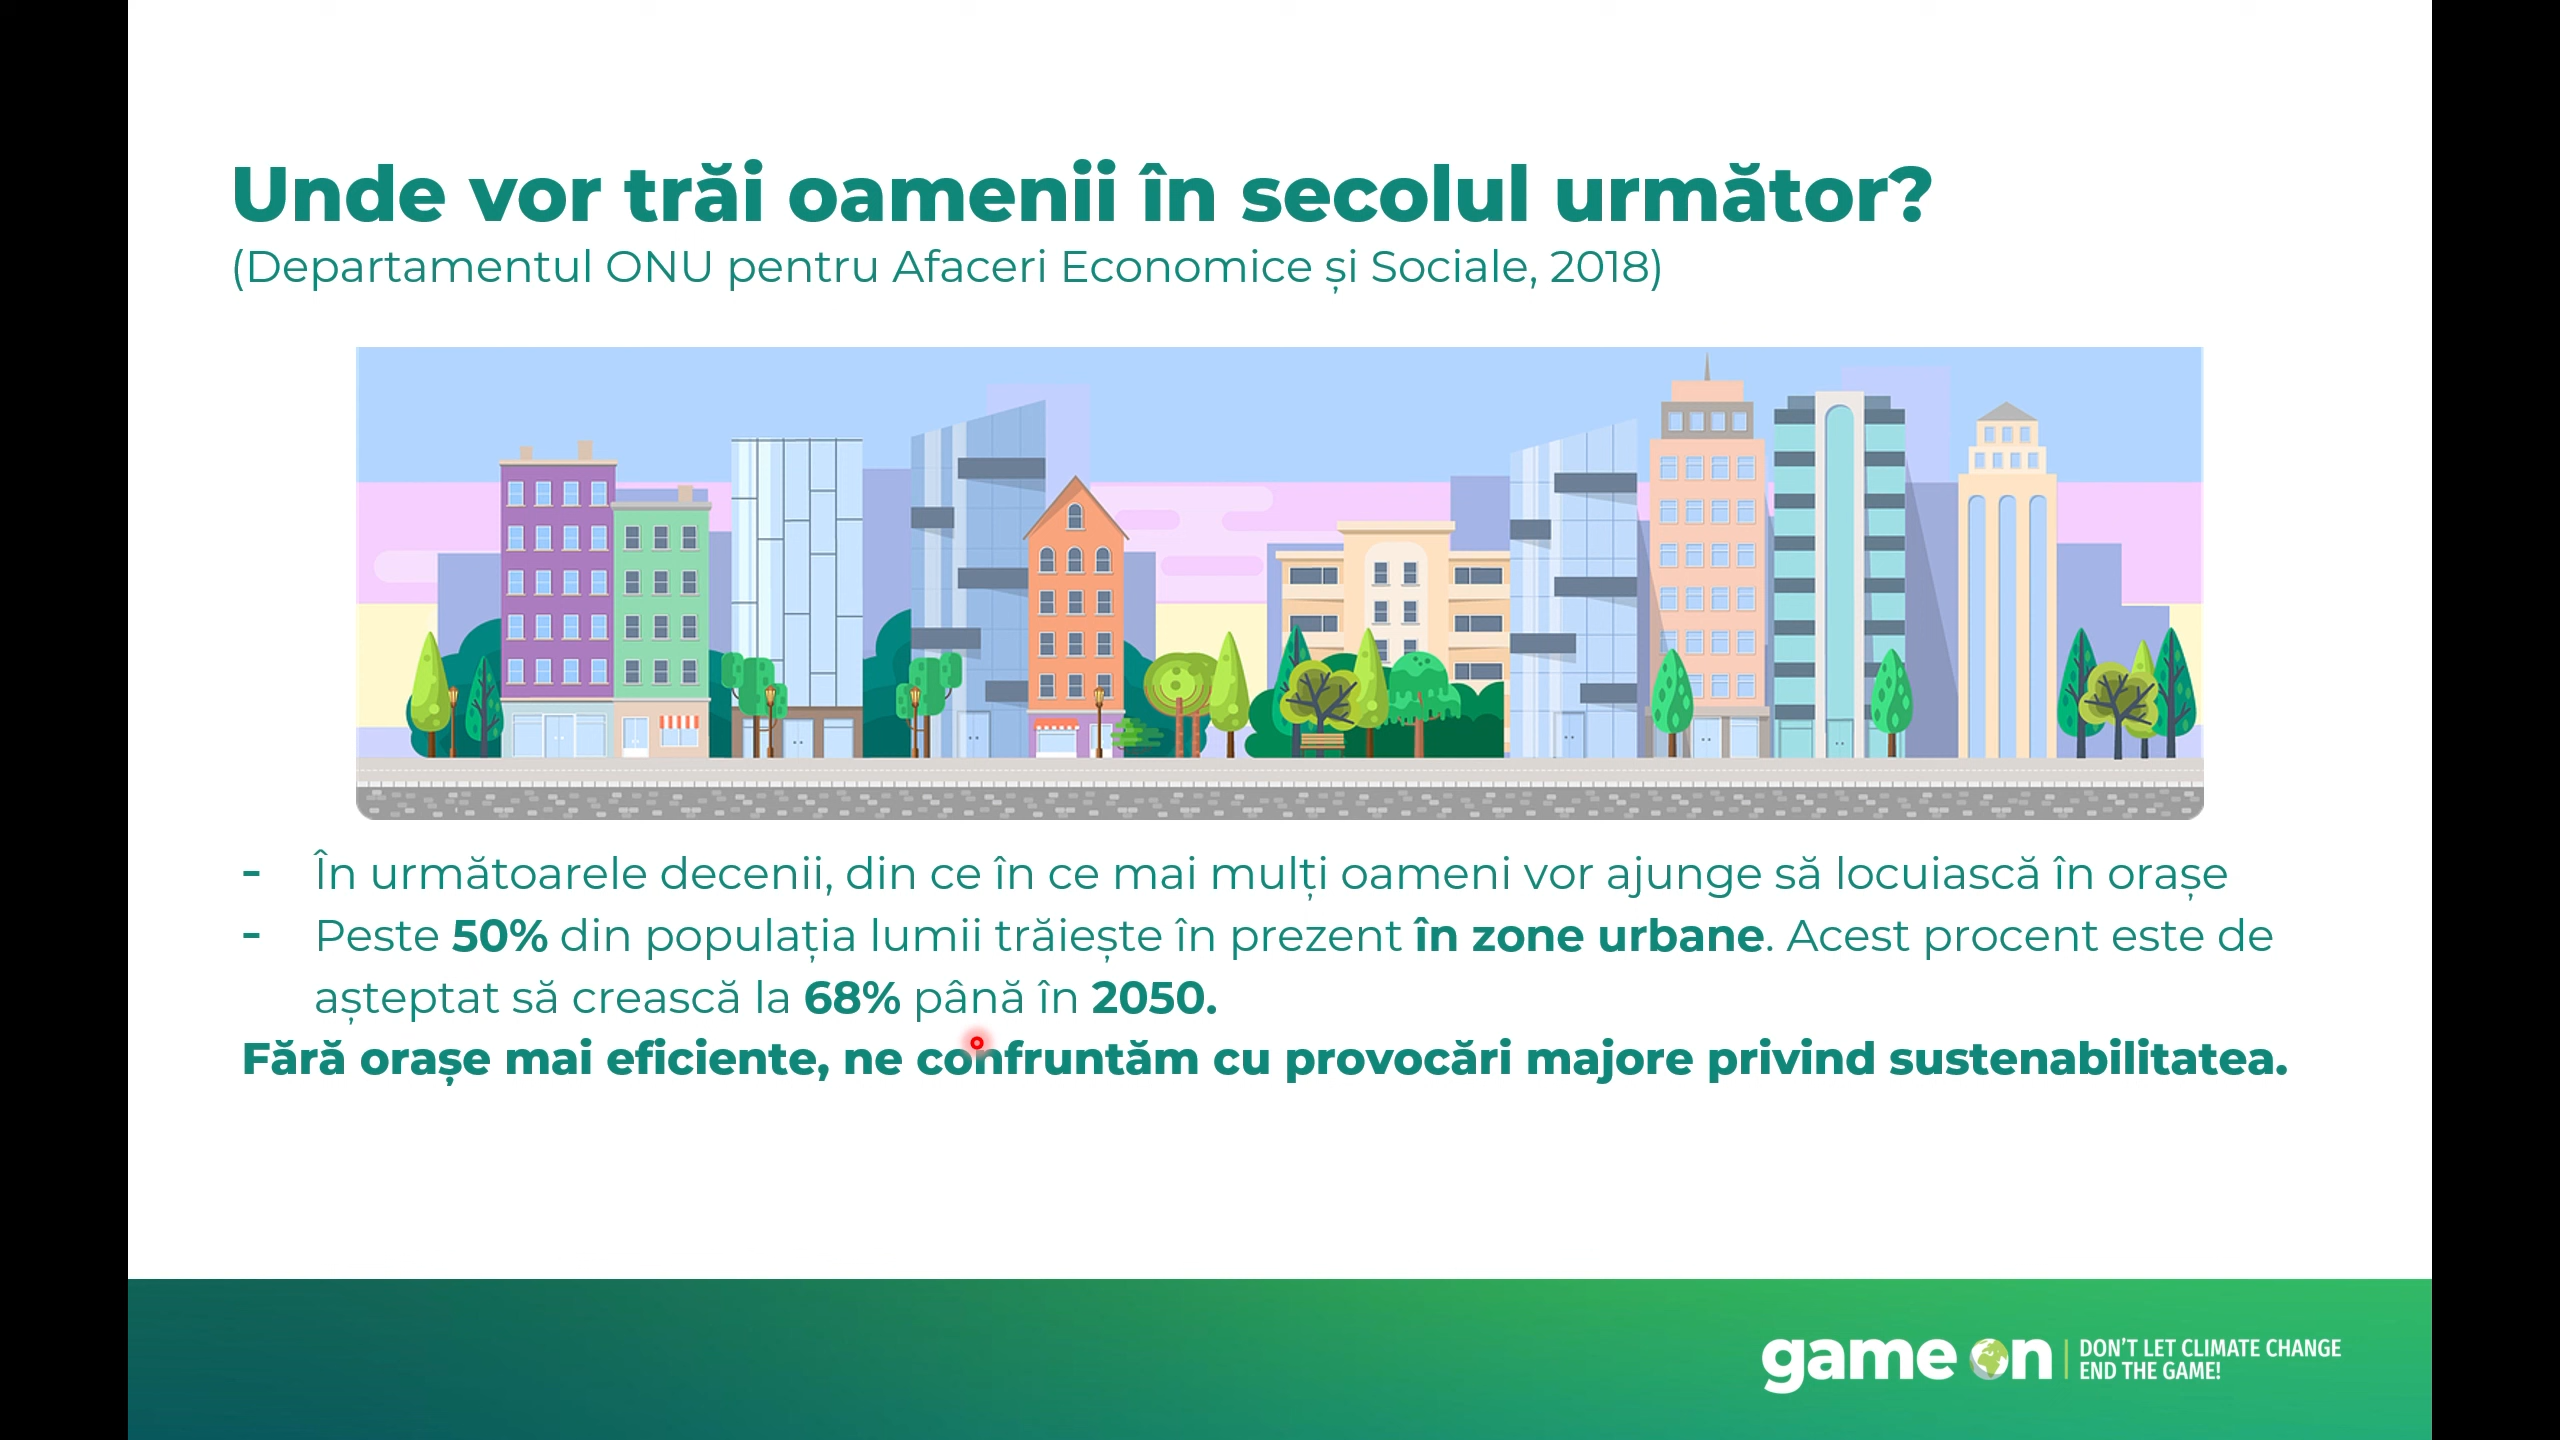 Unde vor trăi oamenii în secolul următor?
(Departamentul ONU pentru Afaceri Economice și Sociale, 2018)
- În următoarele decenii, din ce în ce mai mulți oameni vor ajunge să locuiască în orașe
- Peste 50% din populația lumii trăiește în prezent în zone urbane. Acest procent este de
așteptat să crească la 68% până în 2050.
Fără orașe mai eficiente, ne confruntăm cu provocări majore privind sustenabilitatea.
game on
DON'T LET CLIMATE CHANGE
END THE GAME!